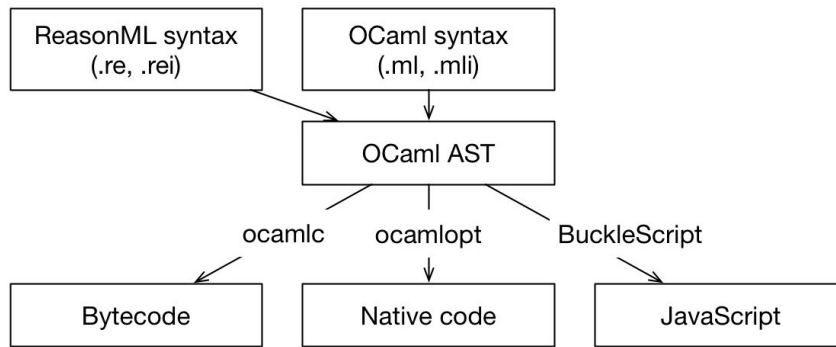 ReasonML syntax
(.re, .rei)
OCaml syntax
(.ml, .mli)
OCaml AST
ocamlc
ocamlopt
BuckleScript
Bytecode
Native code
JavaScript